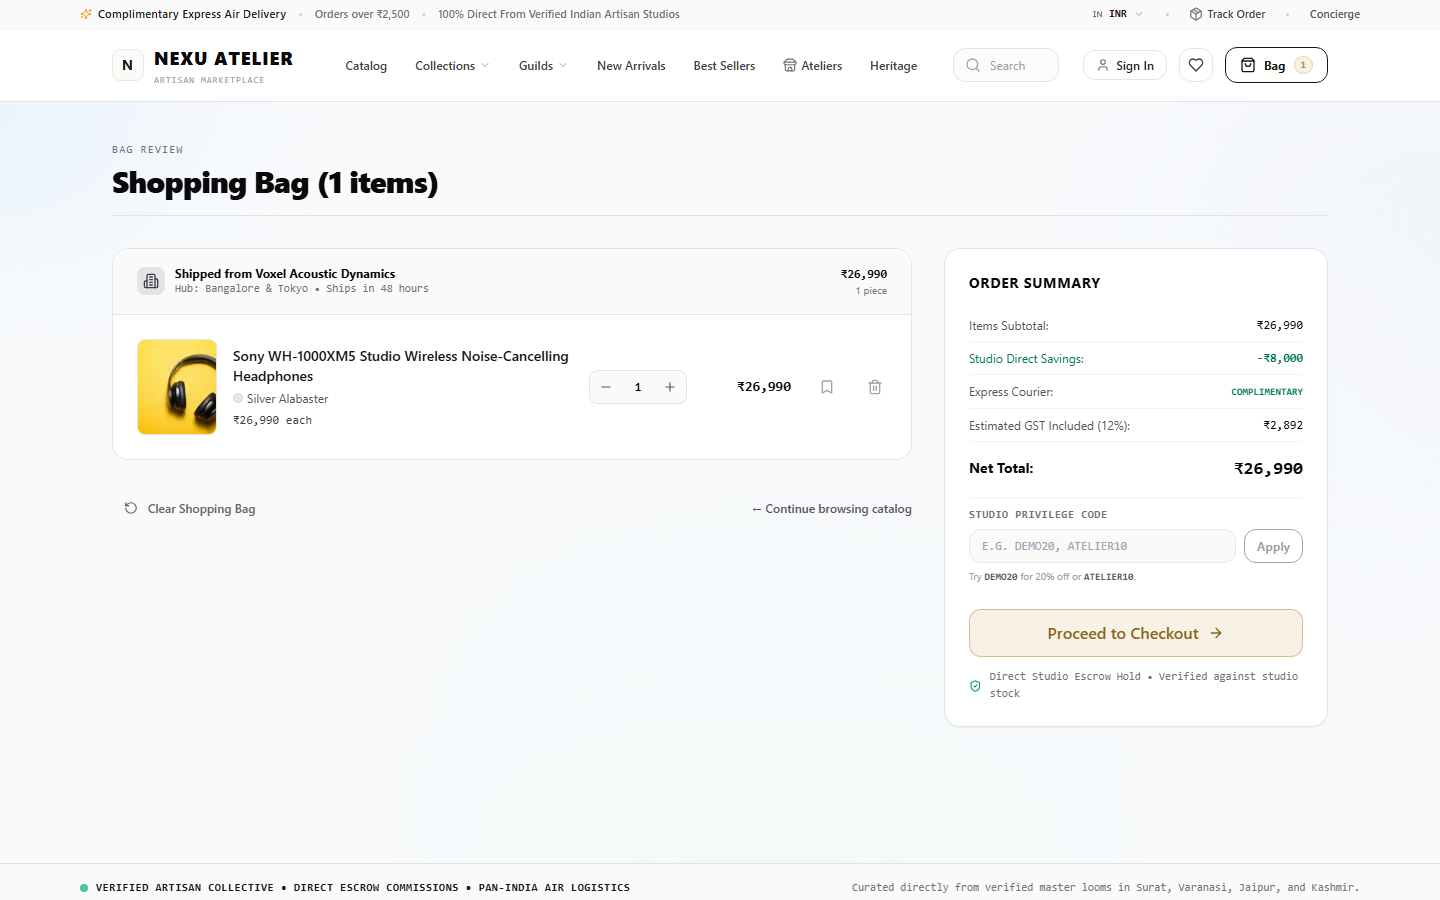 Complimentary Express Air Delivery • Orders over ₹2,500 • 100% Direct From Verified Indian Artisan Studios
IN INR • Track Order • Concierge
N NEXU ATELIER
ARTISAN MARKETPLACE
Catalog Collections Guilds New Arrivals Best Sellers Ateliers Heritage
Search
Sign In
Bag 1
BAG REVIEW
Shopping Bag (1 items)
Shipped from Voxel Acoustic Dynamics
Hub: Bangalore & Tokyo • Ships in 48 hours
₹26,990
1 piece
Sony WH-1000XM5 Studio Wireless Noise-Cancelling
Headphones
Silver Alabaster
₹26,990 each
− 1 +
₹26,990
Clear Shopping Bag
← Continue browsing catalog
ORDER SUMMARY
Items Subtotal: ₹26,990
Studio Direct Savings: -₹8,000
Express Courier: COMPLIMENTARY
Estimated GST Included (12%): ₹2,892
Net Total: ₹26,990
STUDIO PRIVILEGE CODE
E.G. DEMO20, ATELIER10
Apply
Try DEMO20 for 20% off or ATELIER10.
Proceed to Checkout →
Direct Studio Escrow Hold • Verified against studio
stock
VERIFIED ARTISAN COLLECTIVE • DIRECT ESCROW COMMISSIONS • PAN-INDIA AIR LOGISTICS
Curated directly from verified master looms in Surat, Varanasi, Jaipur, and Kashmir.